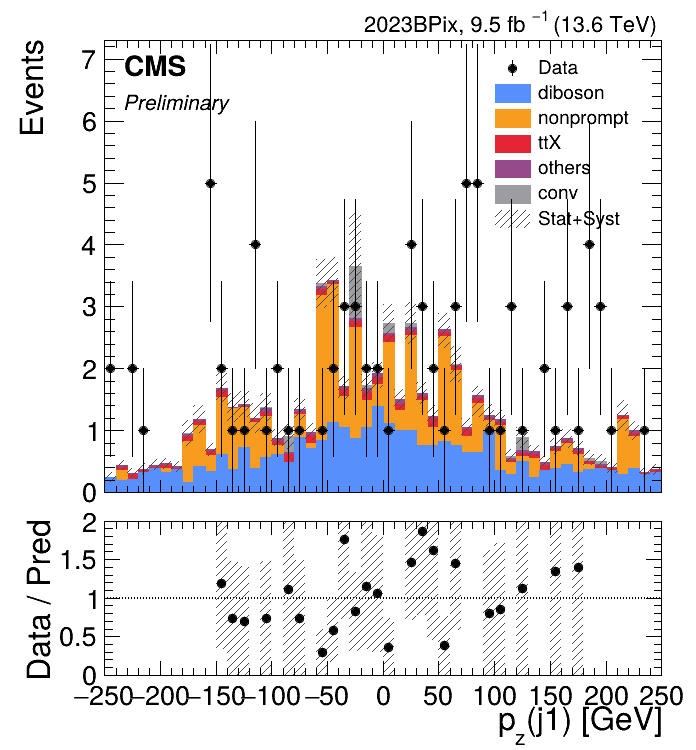 2023BPix, 9.5 fb⁻¹ (13.6 TeV)
Events
7
6
5
4
3
2
1
0
CMS
Preliminary
Data
diboson
nonprompt
ttX
others
conv
Stat+Syst
Data / Pred
2
1.5
1
0.5
0
−250−200−150−100−50 0 50 100 150 200 250
p_z(j1) [GeV]